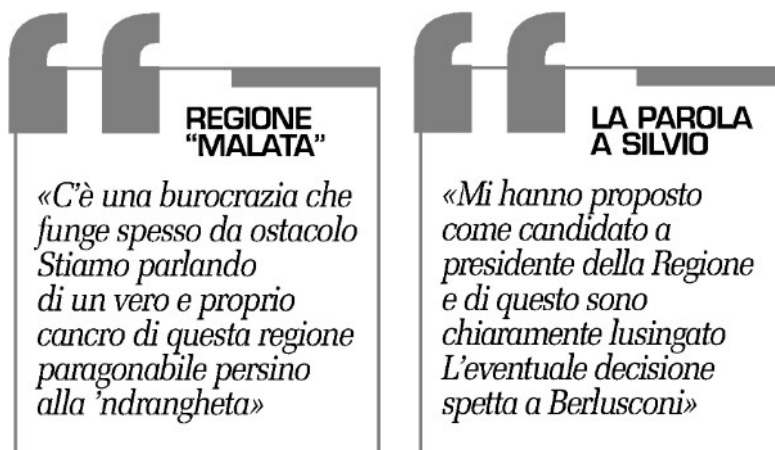 REGIONE
“MALATA”
«C’è una burocrazia che
funge spesso da ostacolo
Stiamo parlando
di un vero e proprio
cancro di questa regione
paragonabile persino
alla ’ndrangheta»
LA PAROLA
A SILVIO
«Mi hanno proposto
come candidato a
presidente della Regione
e di questo sono
chiaramente lusingato
L’eventuale decisione
spetta a Berlusconi»